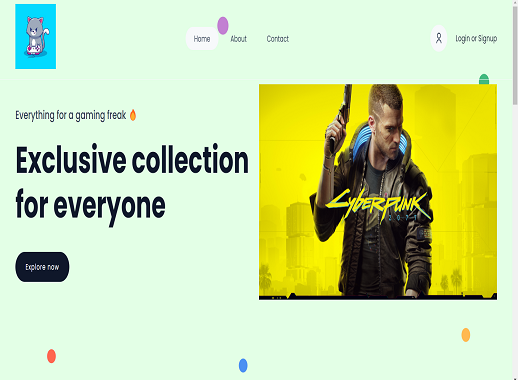 Home
About
Contact
Login or Signup
Everything for a gaming freak 🔥
Exclusive collection
for everyone
Cyberpunk
2077
Explore now